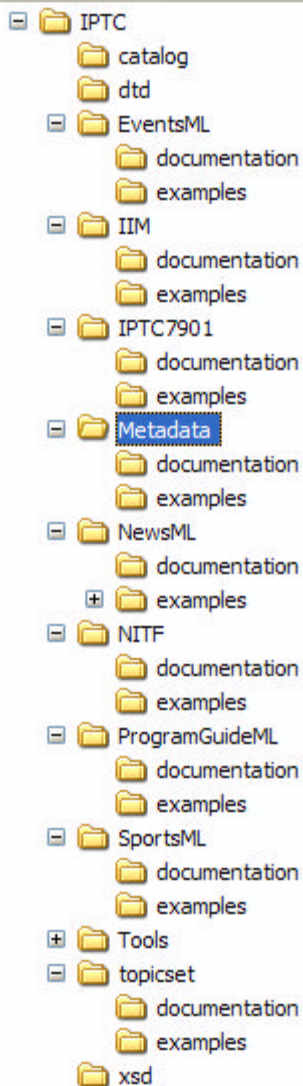 IPTC
catalog
dtd
EventsML
documentation
examples
IIM
documentation
examples
IPTC7901
documentation
examples
Metadata
documentation
examples
NewsML
documentation
examples
NITF
documentation
examples
ProgramGuideML
documentation
examples
SportsML
documentation
examples
Tools
topicset
documentation
examples
xsd